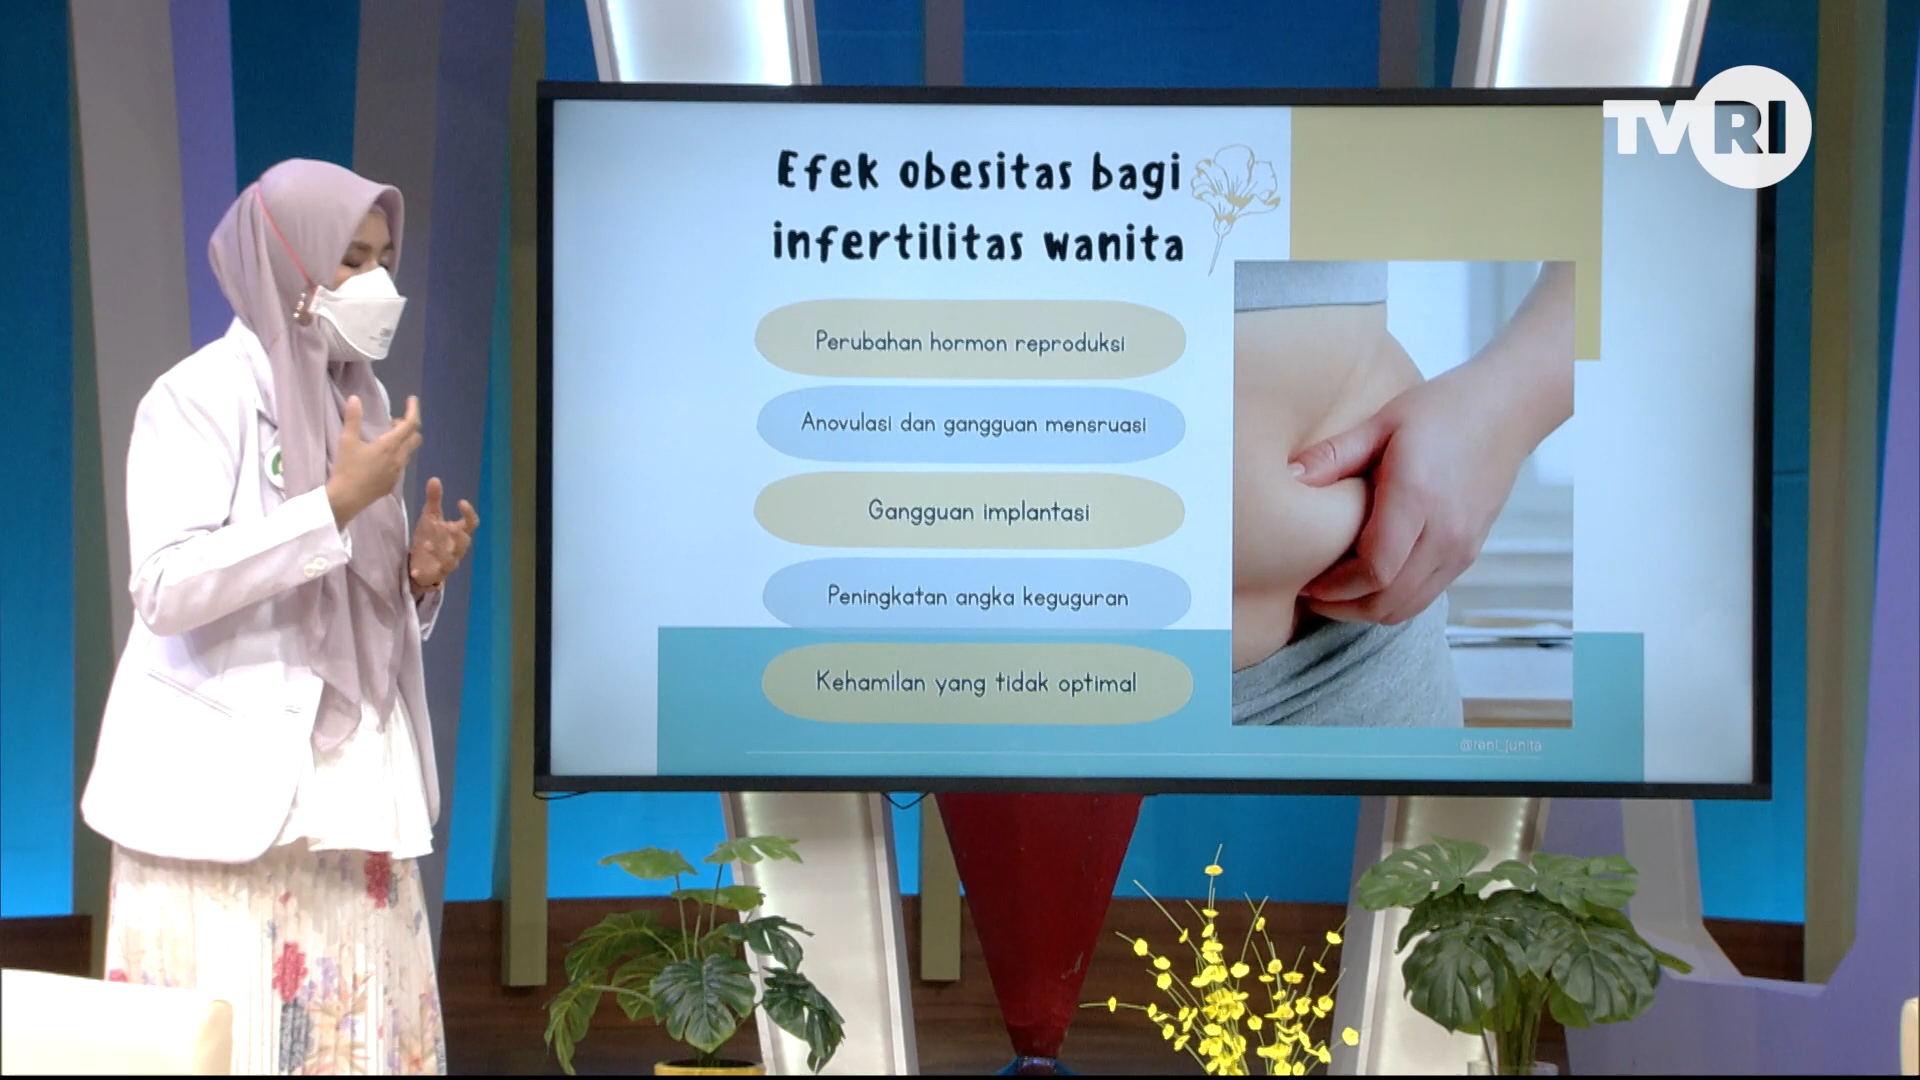 TVRI
Efek obesitas bagi
infertilitas wanita
Perubahan hormon reproduksi
Anovulasi dan gangguan mensruasi
Gangguan implantasi
Peningkatan angka keguguran
Kehamilan yang tidak optimal
@reni_junita